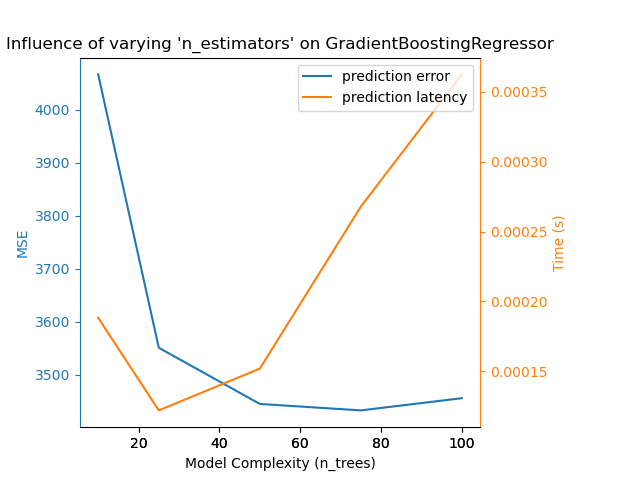 Influence of varying 'n_estimators' on GradientBoostingRegressor
prediction error
prediction latency
4000
3900
3800
3700
3600
3500
MSE
0.00035
0.00030
0.00025
0.00020
0.00015
Time (s)
20 40 60 80 100
Model Complexity (n_trees)